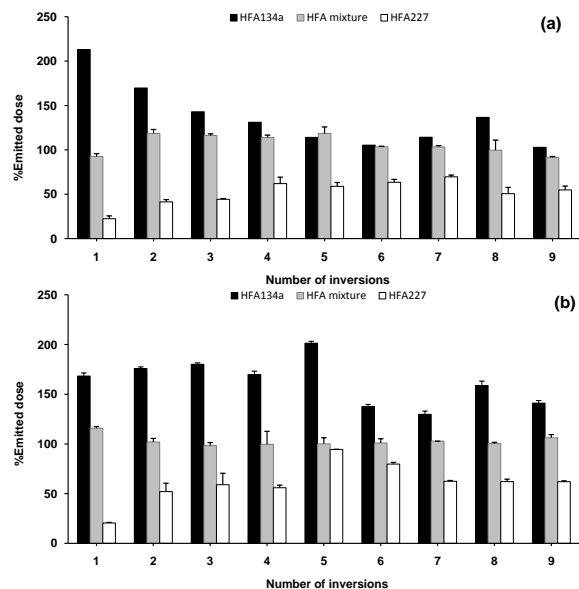 HFA134a HFA mixture HFA227
(a)
250
200
150
100
50
0
%Emitted dose
1 2 3 4 5 6 7 8 9
Number of inversions
HFA134a HFA mixture HFA227
(b)
250
200
150
100
50
0
%Emitted dose
1 2 3 4 5 6 7 8 9
Number of inversions